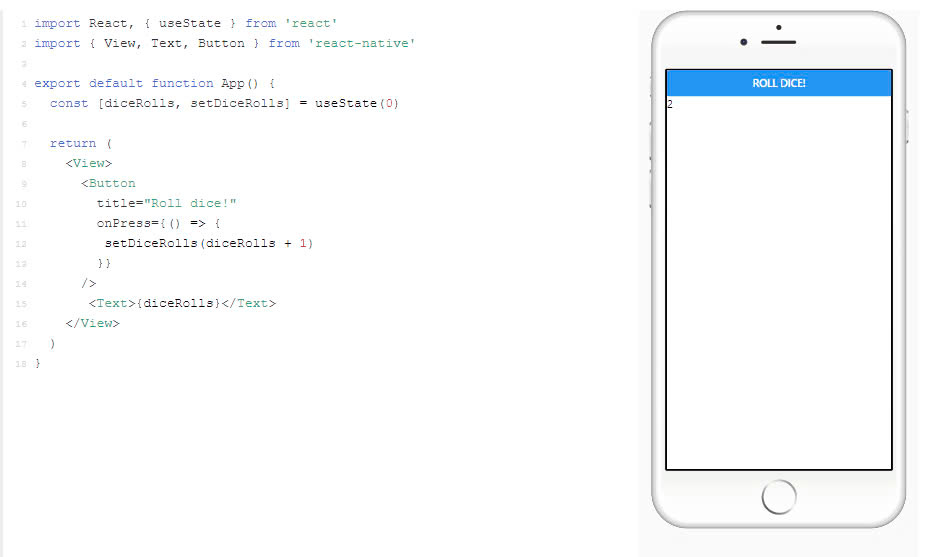 1 import React, { useState } from 'react'
2 import { View, Text, Button } from 'react-native'
3
4 export default function App() {
5   const [diceRolls, setDiceRolls] = useState(0)
6
7   return (
8     <View>
9       <Button
10         title="Roll dice!"
11         onPress={() => {
12          setDiceRolls(diceRolls + 1)
13         }}
14       />
15        <Text>{diceRolls}</Text>
16     </View>
17   )
18 }
ROLL DICE!
2